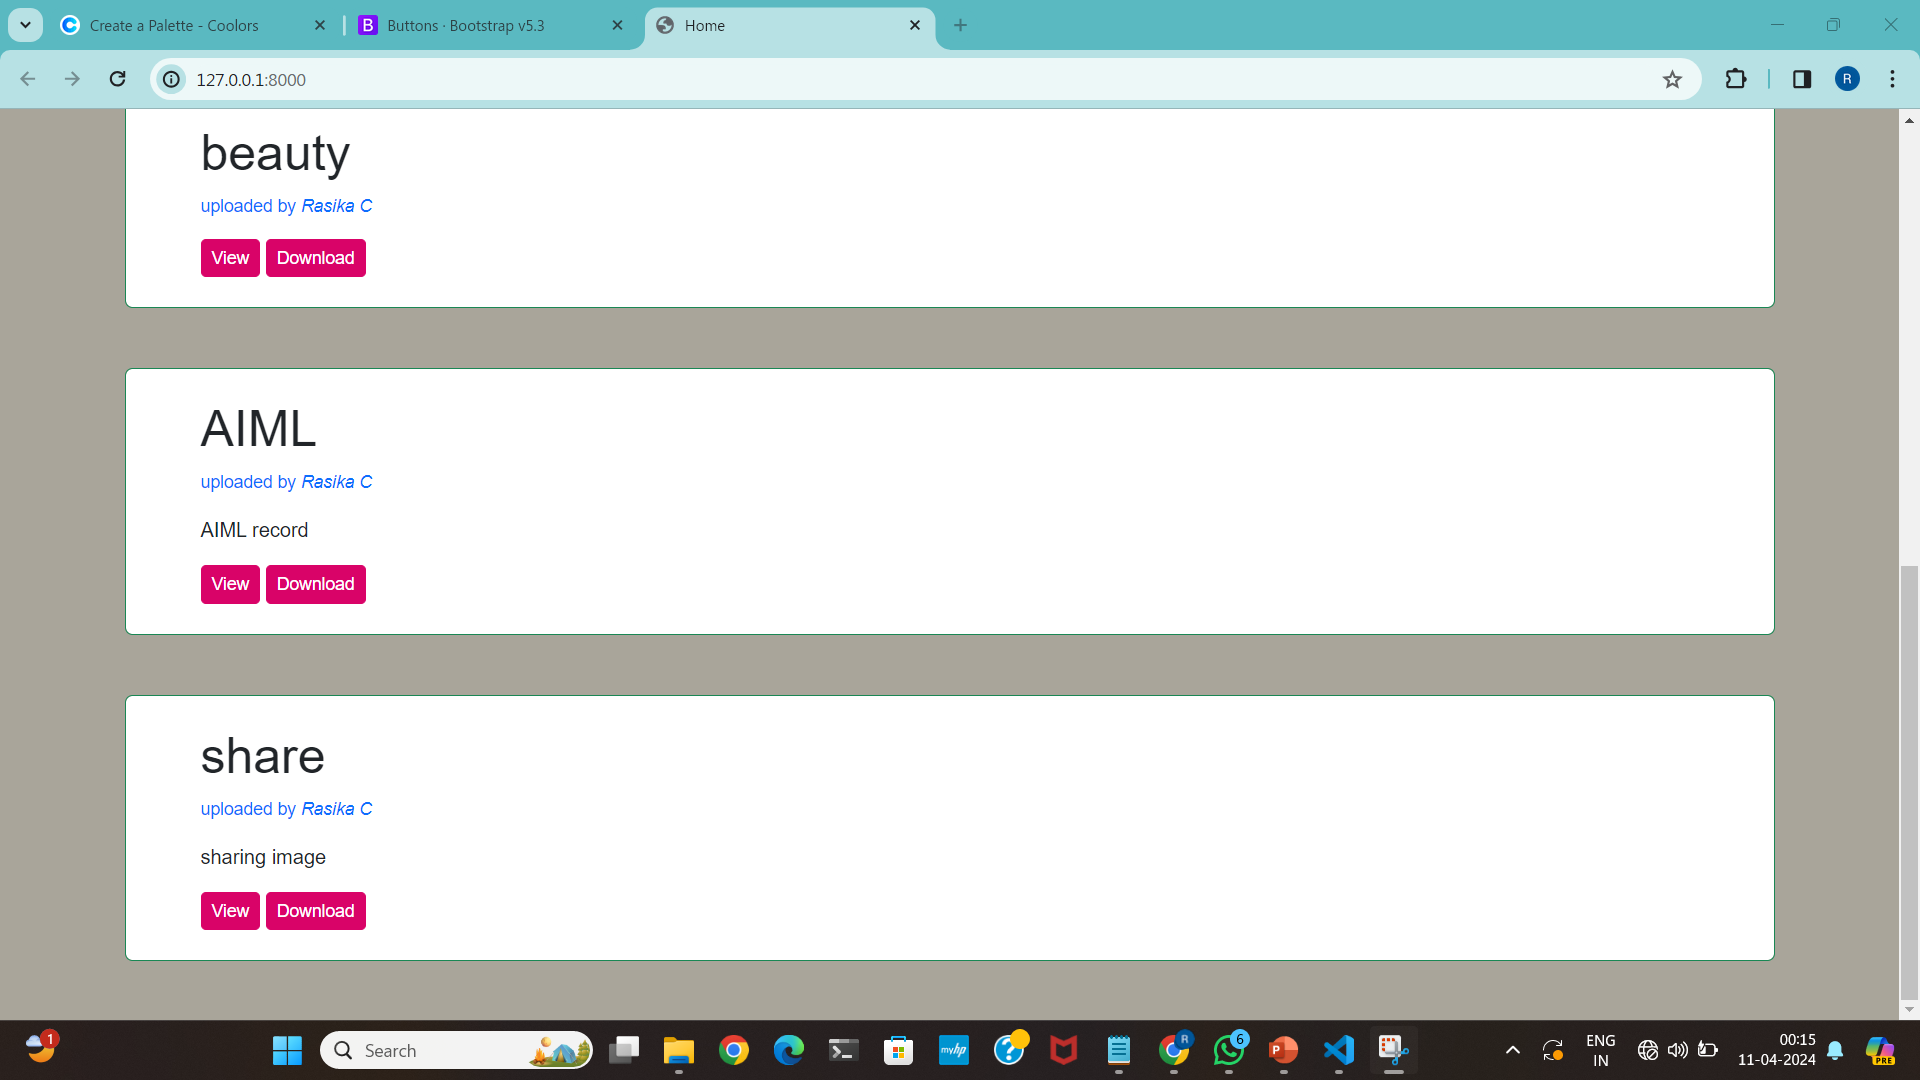 Create a Palette - Coolors
B Buttons · Bootstrap v5.3
Home
127.0.0.1:8000
R
beauty
uploaded by Rasika C
View Download
AIML
uploaded by Rasika C
AIML record
View Download
share
uploaded by Rasika C
sharing image
View Download
1
Search
myhp
?
R
6
P
ENG
IN
00:15
11-04-2024
PRE